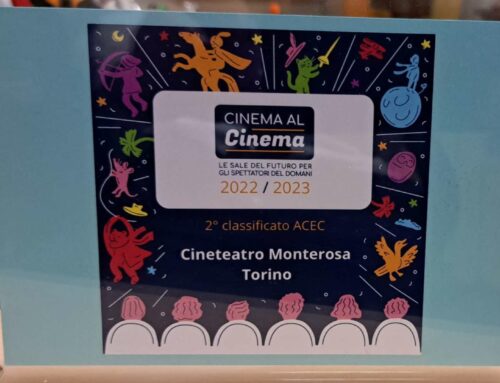 CINEMA AL
Cinema
LE SALE DEL FUTURO PER
GLI SPETTATORI DEL DOMANI
2022 / 2023
2° classificato ACEC
Cineteatro Monterosa
Torino